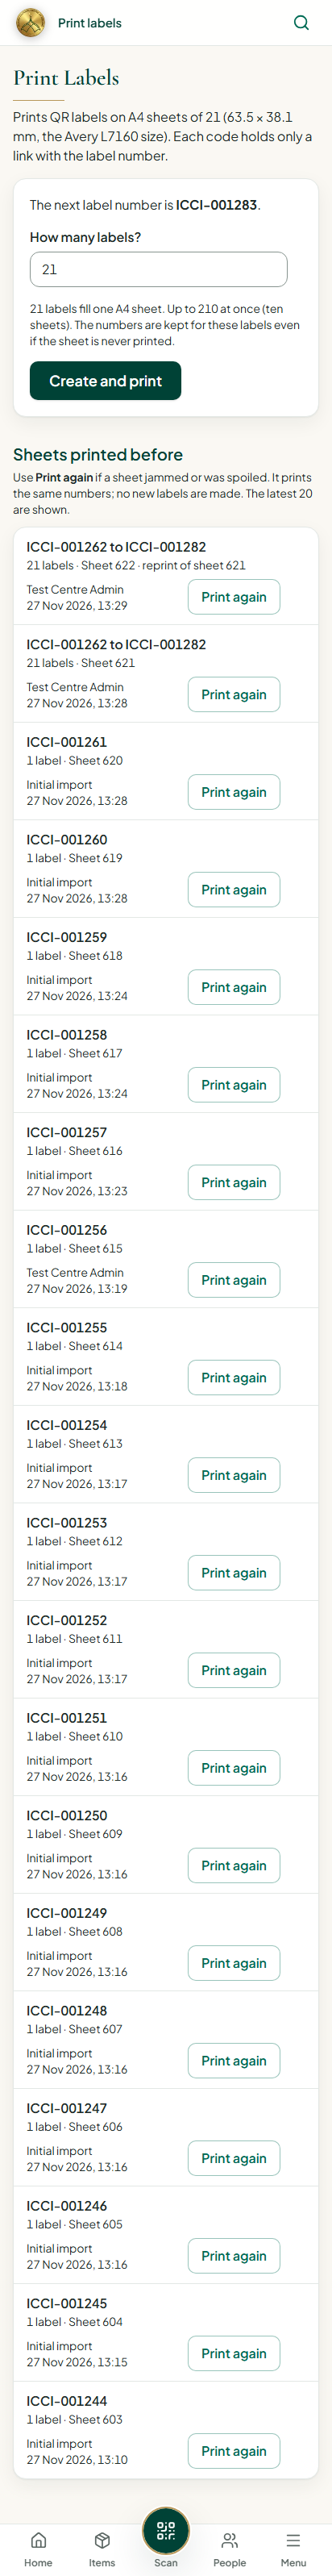 Print labels
Print Labels
Prints QR labels on A4 sheets of 21 (63.5 × 38.1
mm, the Avery L7160 size). Each code holds only a
link with the label number.
The next label number is ICCI-001283.
How many labels?
21
21 labels fill one A4 sheet. Up to 210 at once (ten
sheets). The numbers are kept for these labels even
if the sheet is never printed.
Create and print
Sheets printed before
Use Print again if a sheet jammed or was spoiled. It prints
the same numbers; no new labels are made. The latest 20
are shown.
ICCI-001262 to ICCI-001282
21 labels · Sheet 622 · reprint of sheet 621
Test Centre Admin
27 Nov 2026, 13:29
Print again
ICCI-001262 to ICCI-001282
21 labels · Sheet 621
Test Centre Admin
27 Nov 2026, 13:28
Print again
ICCI-001261
1 label · Sheet 620
Initial import
27 Nov 2026, 13:28
Print again
ICCI-001260
1 label · Sheet 619
Initial import
27 Nov 2026, 13:28
Print again
ICCI-001259
1 label · Sheet 618
Initial import
27 Nov 2026, 13:24
Print again
ICCI-001258
1 label · Sheet 617
Initial import
27 Nov 2026, 13:24
Print again
ICCI-001257
1 label · Sheet 616
Initial import
27 Nov 2026, 13:23
Print again
ICCI-001256
1 label · Sheet 615
Test Centre Admin
27 Nov 2026, 13:19
Print again
ICCI-001255
1 label · Sheet 614
Initial import
27 Nov 2026, 13:18
Print again
ICCI-001254
1 label · Sheet 613
Initial import
27 Nov 2026, 13:17
Print again
ICCI-001253
1 label · Sheet 612
Initial import
27 Nov 2026, 13:17
Print again
ICCI-001252
1 label · Sheet 611
Initial import
27 Nov 2026, 13:17
Print again
ICCI-001251
1 label · Sheet 610
Initial import
27 Nov 2026, 13:16
Print again
ICCI-001250
1 label · Sheet 609
Initial import
27 Nov 2026, 13:16
Print again
ICCI-001249
1 label · Sheet 608
Initial import
27 Nov 2026, 13:16
Print again
ICCI-001248
1 label · Sheet 607
Initial import
27 Nov 2026, 13:16
Print again
ICCI-001247
1 label · Sheet 606
Initial import
27 Nov 2026, 13:16
Print again
ICCI-001246
1 label · Sheet 605
Initial import
27 Nov 2026, 13:16
Print again
ICCI-001245
1 label · Sheet 604
Initial import
27 Nov 2026, 13:15
Print again
ICCI-001244
1 label · Sheet 603
Initial import
27 Nov 2026, 13:10
Print again
Home
Items
Scan
People
Menu